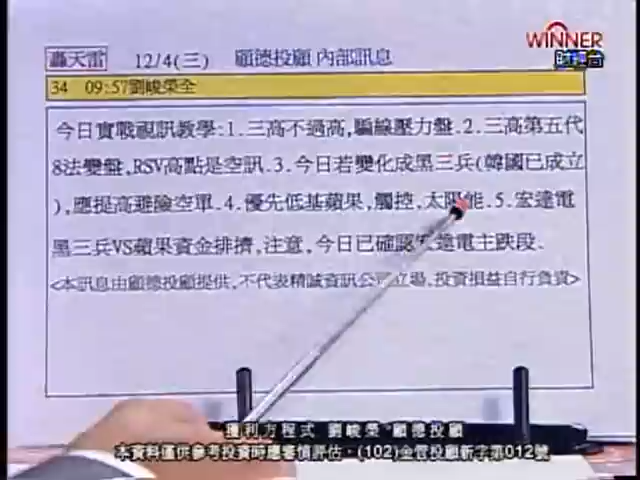 WINNER
財經台
轟天雷 12/4(三) 顧德投顧 內部訊息
34 09:57劉峻榮全
今日實戰視訊教學:1.三高不過高,騙線壓力盤.2.三高第五代
8法變盤,RSV高點是空訊.3.今日若變化成黑三兵(韓國已成立
),應提高避險空單.4.優先低基蘋果,觸控,太陽能.5.宏達電
黑三兵VS蘋果資金排擠,注意,今日已確認宏達電主跌段.
<本訊息由顧德投顧提供,不代表精誠資訊公司立場,投資損益自行負責>
獲利方程式 劉峻榮 顧德投顧
本資料僅供參考投資時應審慎評估‧(102)金管投顧新字第012號